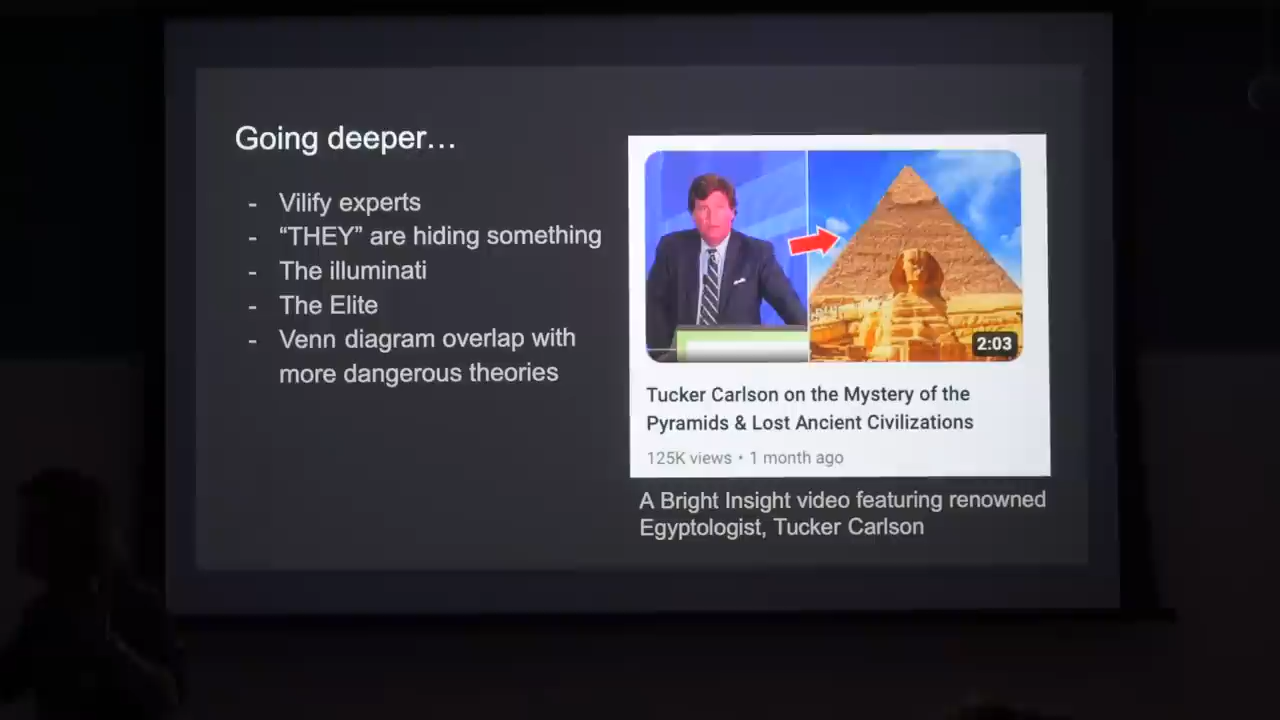 Going deeper…
- Vilify experts
- “THEY” are hiding something
- The illuminati
- The Elite
- Venn diagram overlap with
more dangerous theories
2:03
Tucker Carlson on the Mystery of the
Pyramids & Lost Ancient Civilizations
125K views • 1 month ago
A Bright Insight video featuring renowned
Egyptologist, Tucker Carlson